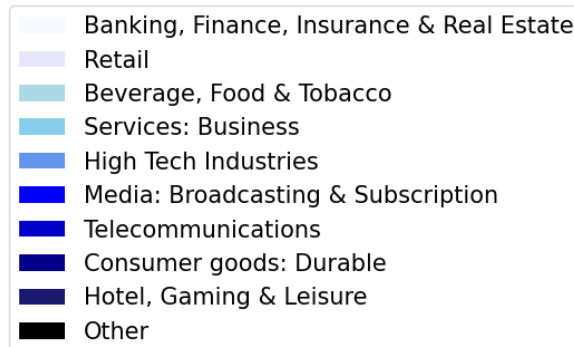 Banking, Finance, Insurance & Real Estate
Retail
Beverage, Food & Tobacco
Services: Business
High Tech Industries
Media: Broadcasting & Subscription
Telecommunications
Consumer goods: Durable
Hotel, Gaming & Leisure
Other